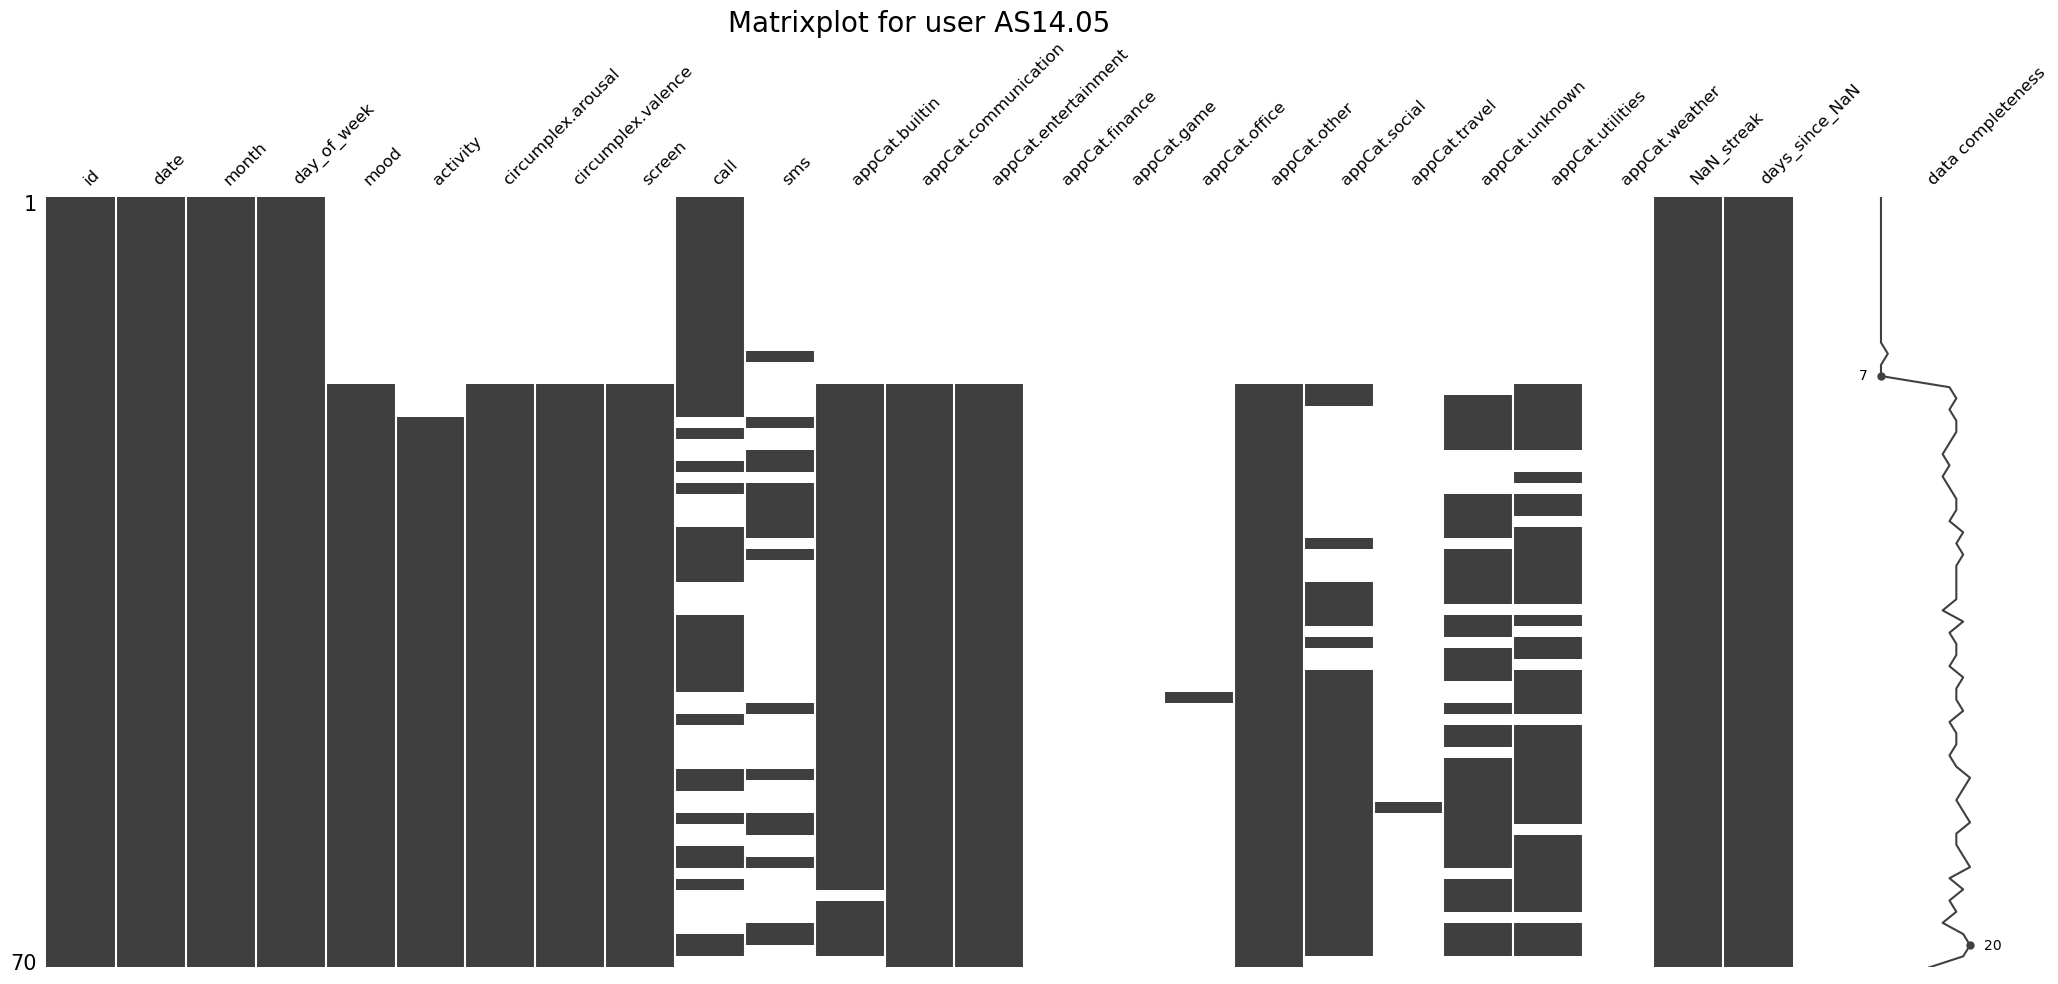 Matrixplot for user AS14.05
id
date
month
day_of_week
mood
activity
circumplex.arousal
circumplex.valence
screen
call
sms
appCat.builtin
appCat.communication
appCat.entertainment
appCat.finance
appCat.game
appCat.office
appCat.other
appCat.social
appCat.travel
appCat.unknown
appCat.utilities
appCat.weather
NaN_streak
days_since_NaN
data completeness
1
7
20
70